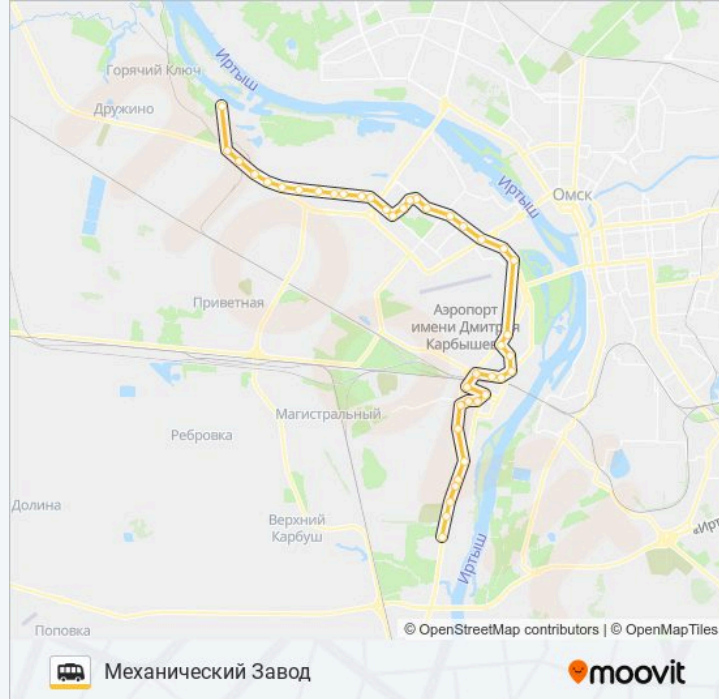 Иртыш
Горячий Ключ
Дружино
Иртыш
Омск
Приветная
Аэропорт
имени Дмитрия
Карбышева
Магистральный
Ребровка
Долина
Верхний
Карбуш
«Ирт
Иртыш
Поповка
© OpenStreetMap contributors | © OpenMapTiles
Механический Завод
moovit